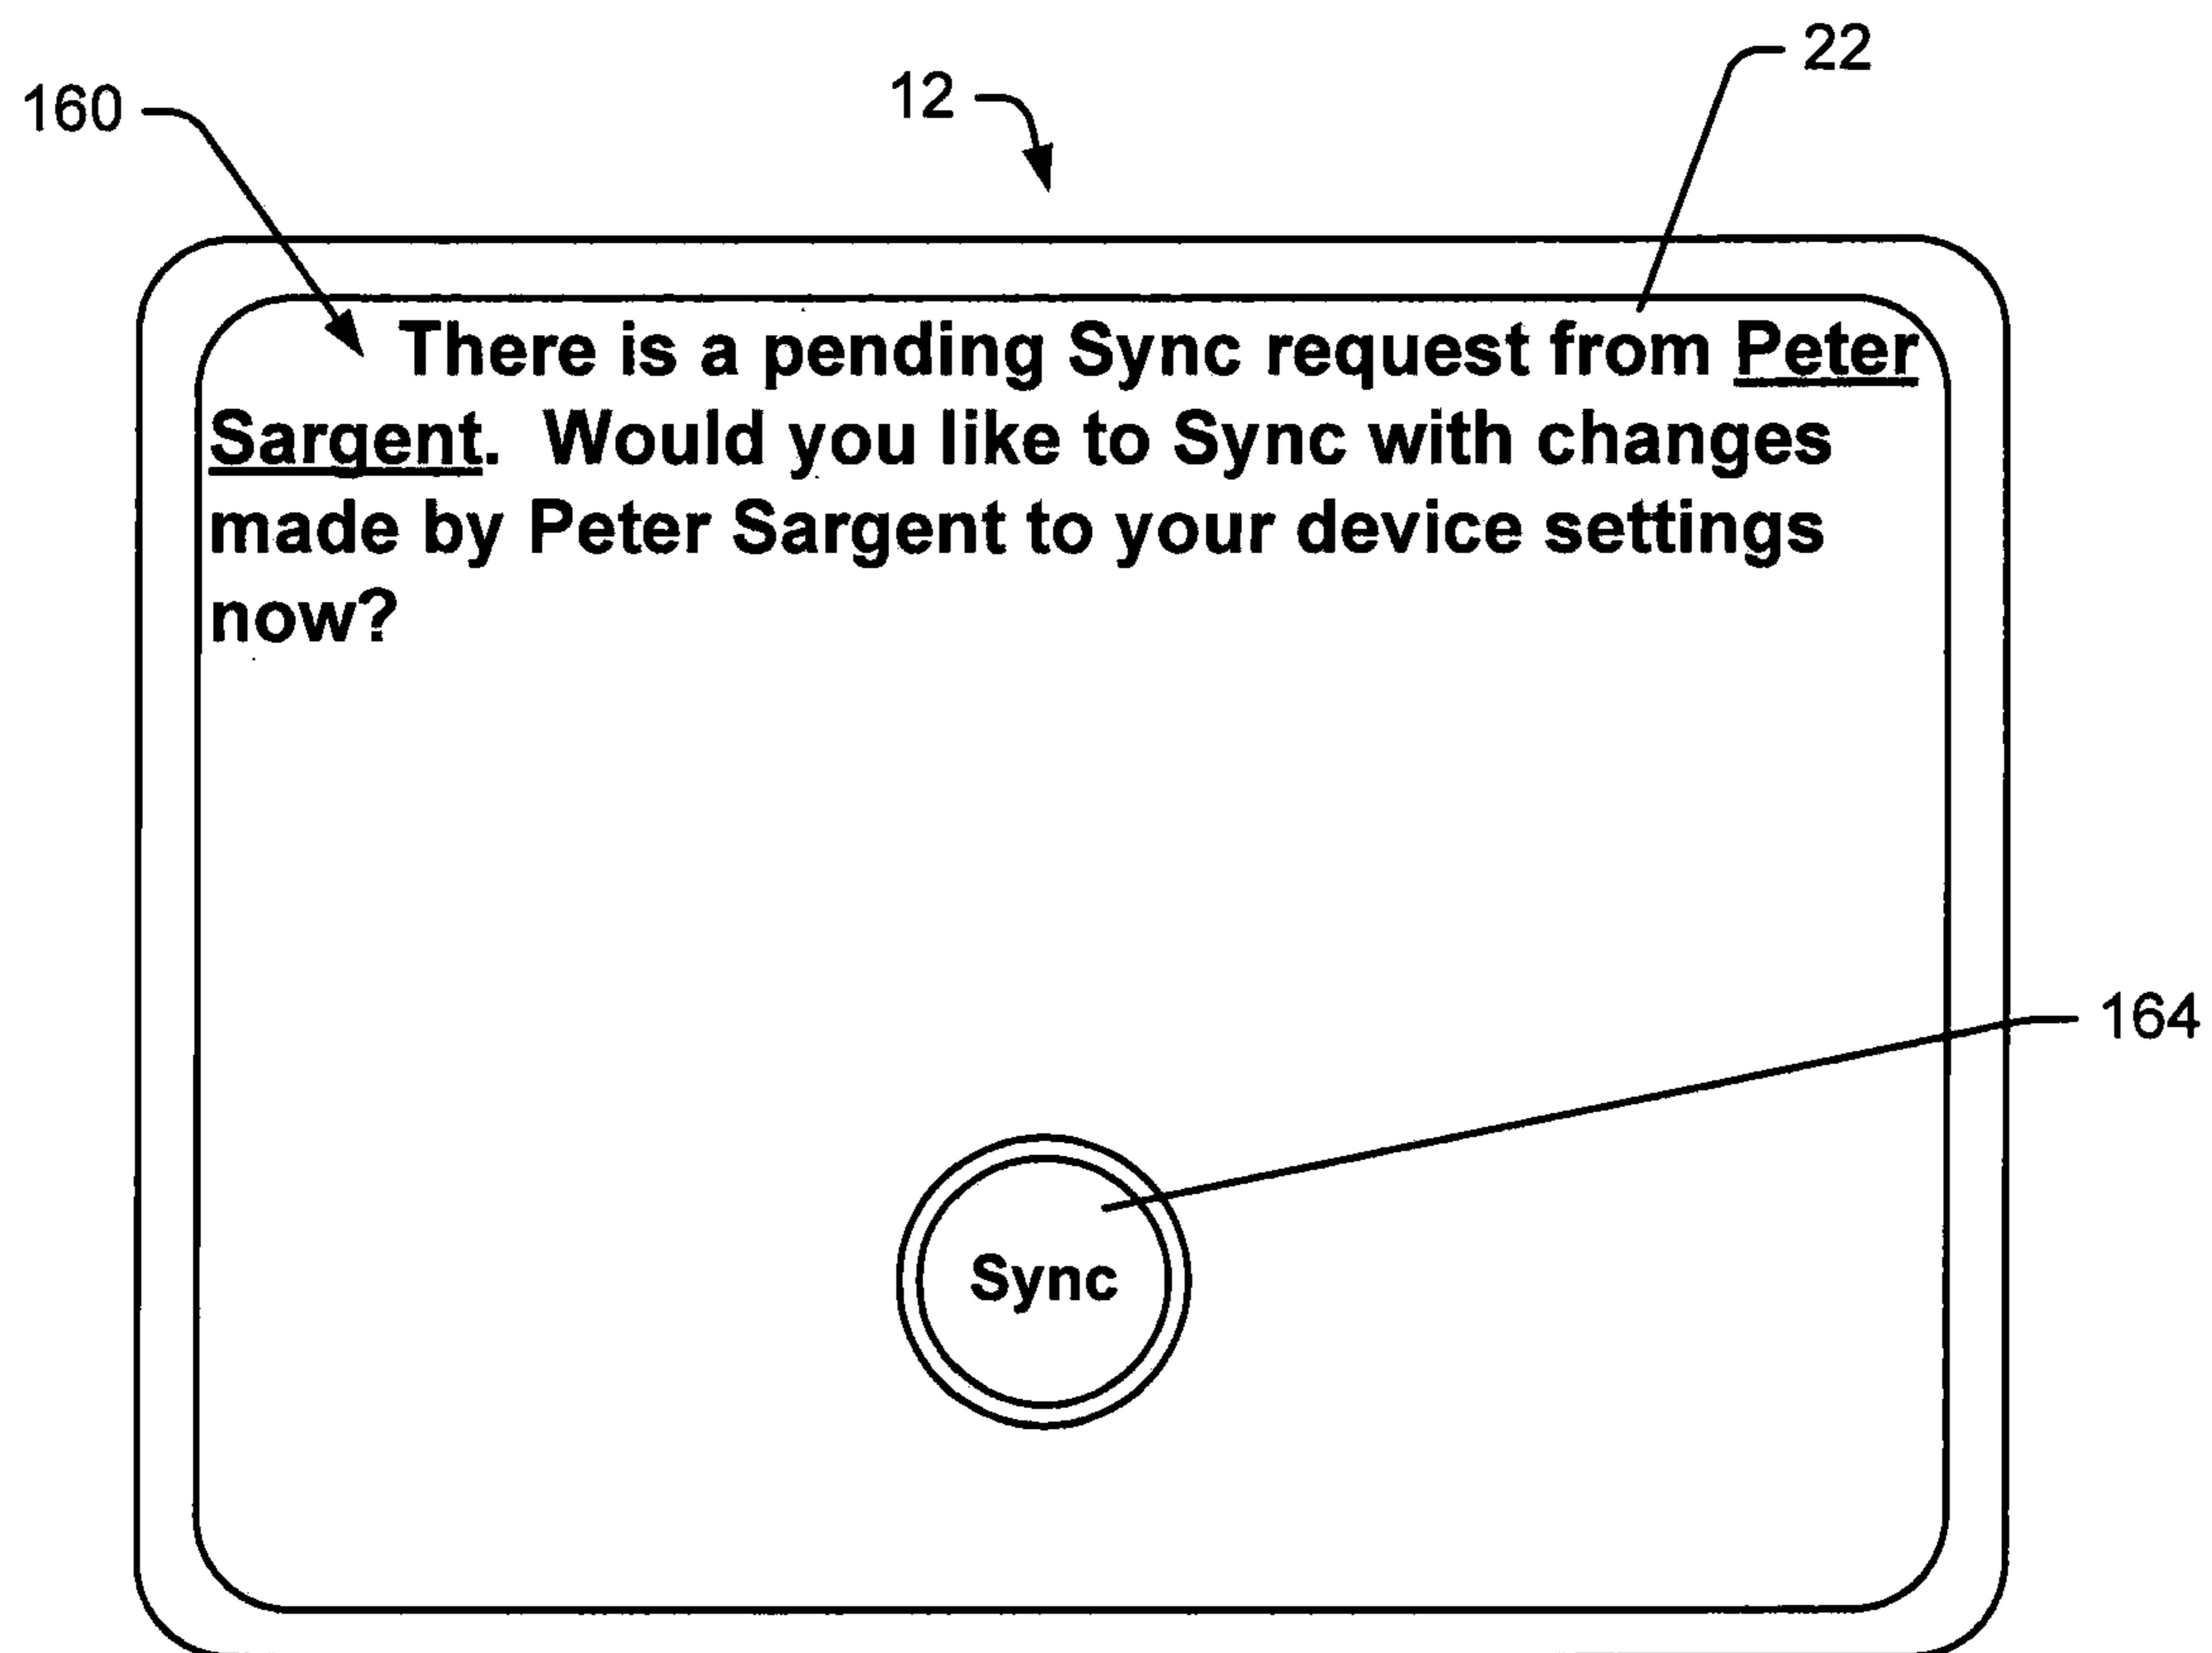 22
12
160
There is a pending Sync request from Peter
Sargent. Would you like to Sync with changes
made by Peter Sargent to your device settings
now?
164
Sync